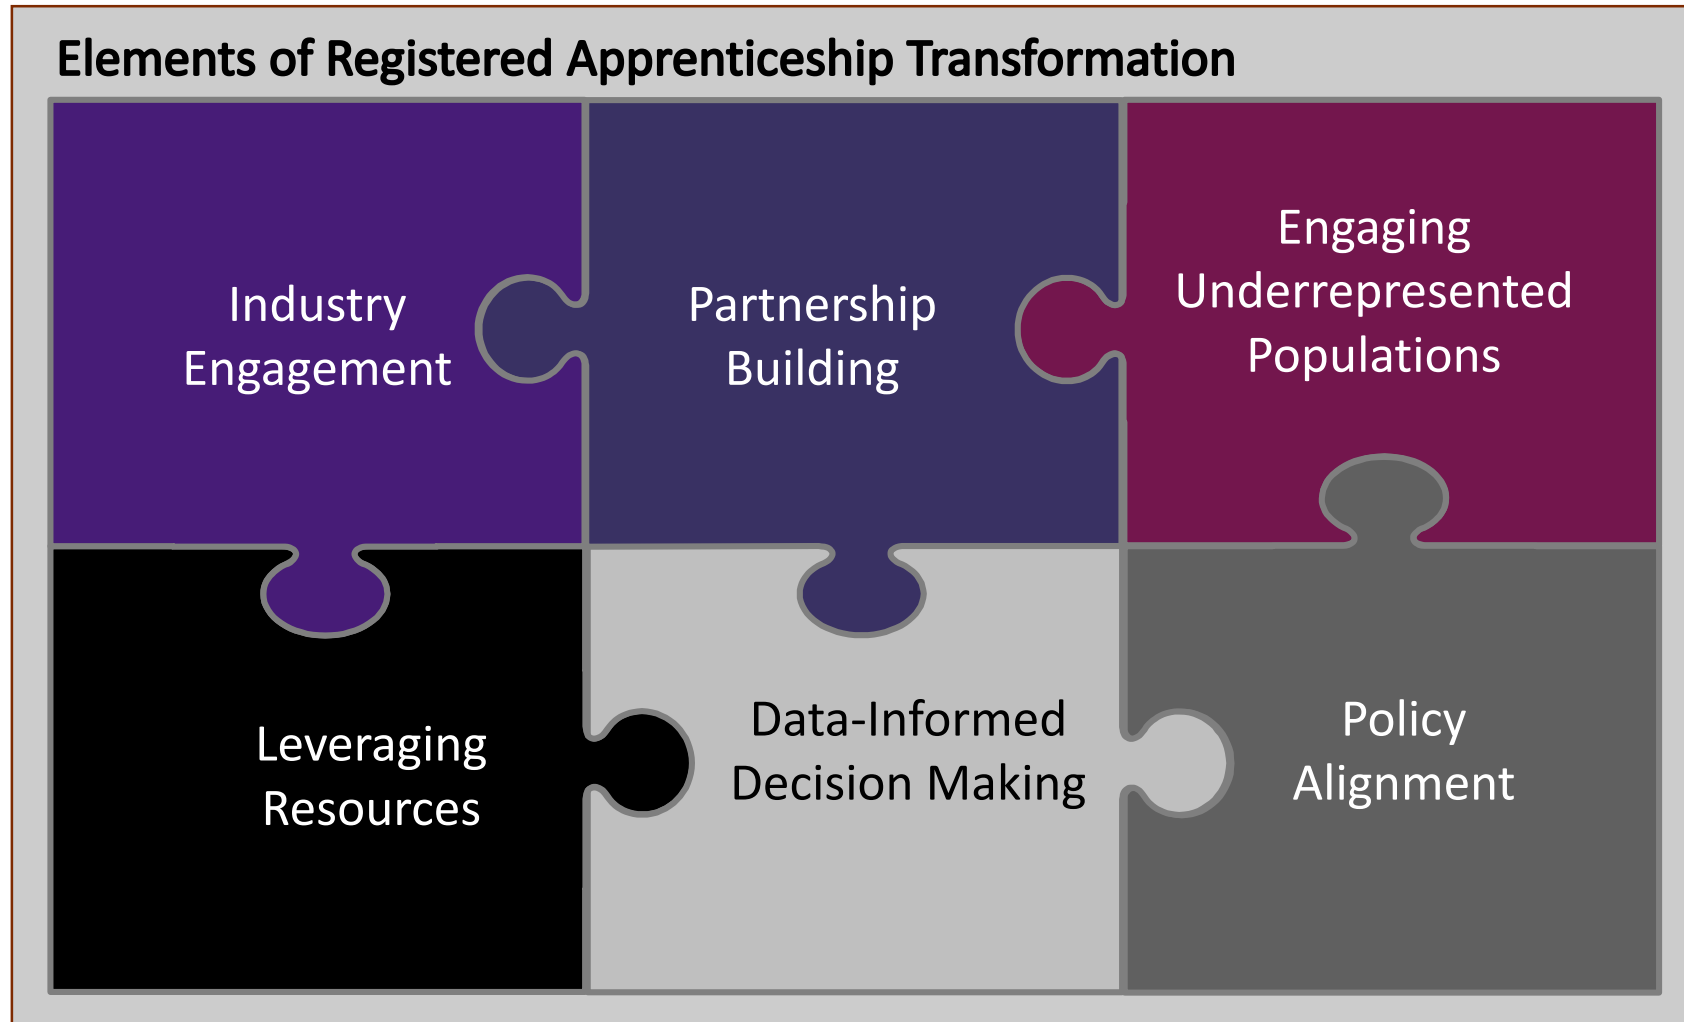 Elements of Registered Apprenticeship Transformation
Industry
Engagement
Partnership
Building
Engaging
Underrepresented
Populations
Leveraging
Resources
Data-Informed
Decision Making
Policy
Alignment